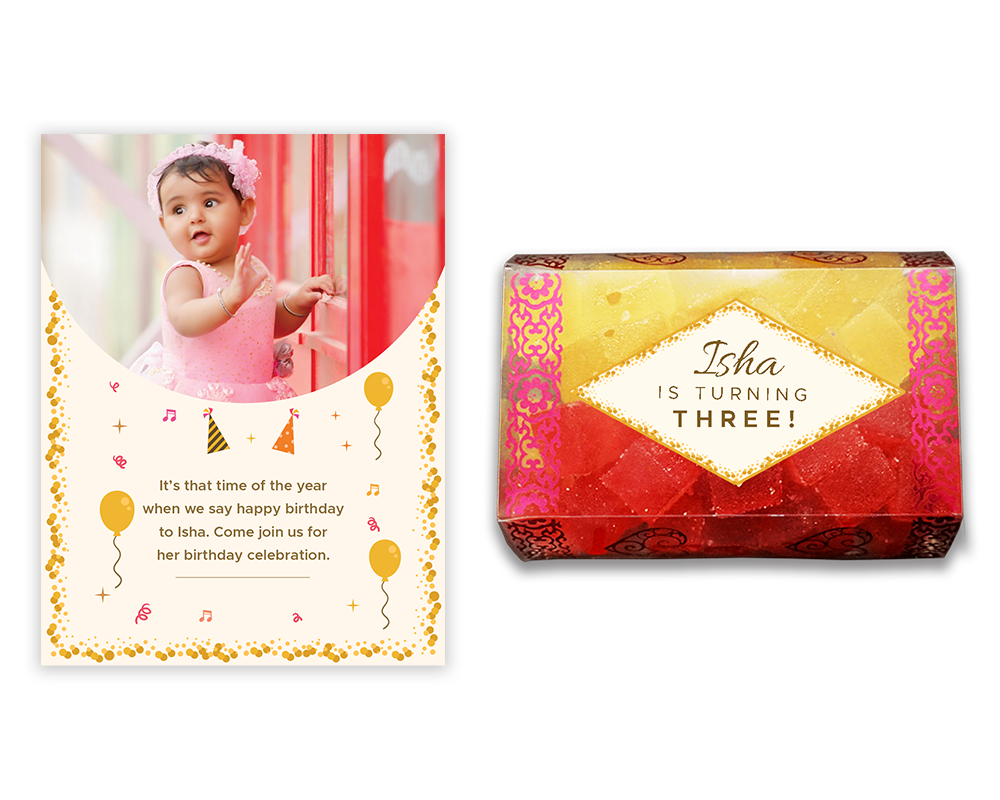 It's that time of the year
when we say happy birthday
to Isha. Come join us for
her birthday celebration.
Isha
IS TURNING
THREE!